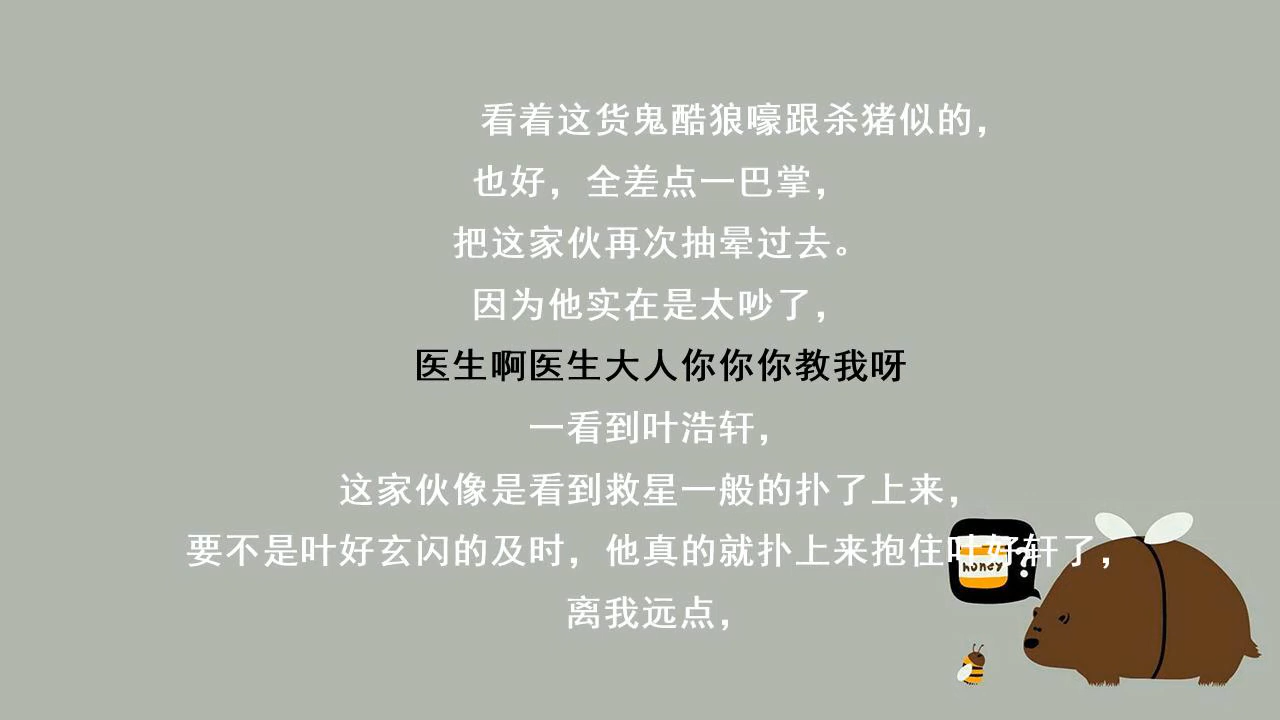 看着这货鬼酷狼嚎跟杀猪似的，
也好，全差点一巴掌，
把这家伙再次抽晕过去。
因为他实在是太吵了，
医生啊医生大人你你你教我呀
一看到叶浩轩，
这家伙像是看到救星一般的扑了上来，
要不是叶好玄闪的及时，他真的就扑上来抱住叶好轩了，
离我远点，
honey
?